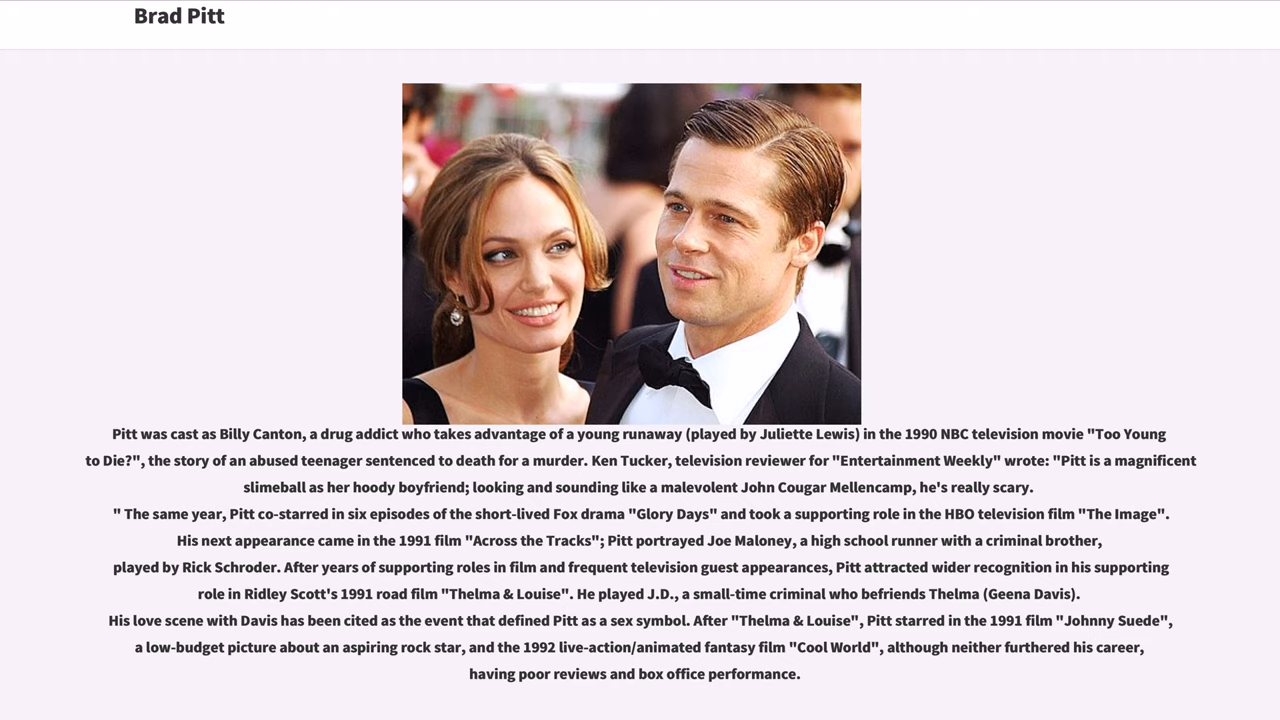 Brad Pitt
Pitt was cast as Billy Canton, a drug addict who takes advantage of a young runaway (played by Juliette Lewis) in the 1990 NBC television movie "Too Young
to Die?", the story of an abused teenager sentenced to death for a murder. Ken Tucker, television reviewer for "Entertainment Weekly" wrote: "Pitt is a magnificent
slimeball as her hoody boyfriend; looking and sounding like a malevolent John Cougar Mellencamp, he's really scary.
" The same year, Pitt co-starred in six episodes of the short-lived Fox drama "Glory Days" and took a supporting role in the HBO television film "The Image".
His next appearance came in the 1991 film "Across the Tracks"; Pitt portrayed Joe Maloney, a high school runner with a criminal brother,
played by Rick Schroder. After years of supporting roles in film and frequent television guest appearances, Pitt attracted wider recognition in his supporting
role in Ridley Scott's 1991 road film "Thelma & Louise". He played J.D., a small-time criminal who befriends Thelma (Geena Davis).
His love scene with Davis has been cited as the event that defined Pitt as a sex symbol. After "Thelma & Louise", Pitt starred in the 1991 film "Johnny Suede",
a low-budget picture about an aspiring rock star, and the 1992 live-action/animated fantasy film "Cool World", although neither furthered his career,
having poor reviews and box office performance.